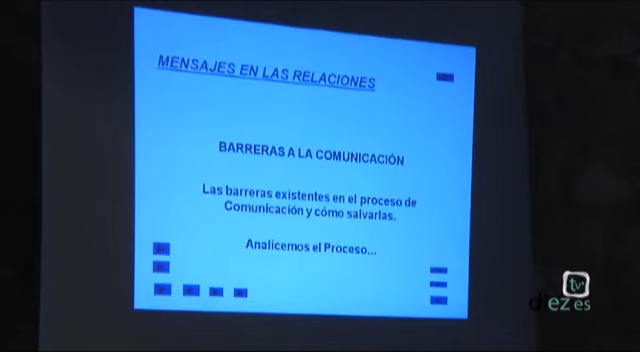 MENSAJES EN LAS RELACIONES
BARRERAS A LA COMUNICACIÓN
Las barreras existentes en el proceso de
Comunicación y cómo salvarlas.
Analicemos el Proceso...
tv
diez es